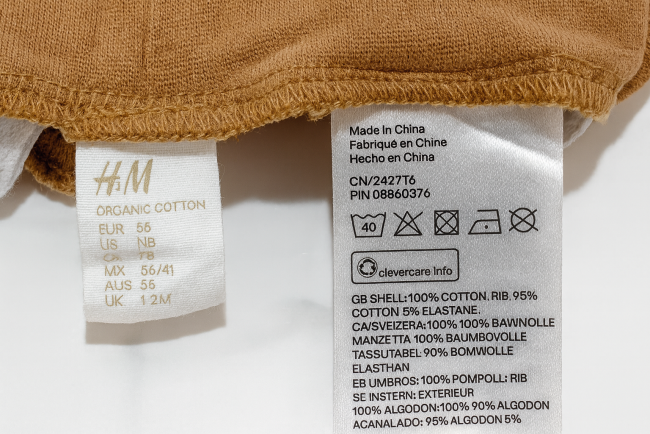 H&M
ORGANIC COTTON
EUR 56
US NB
MX 56/41
AUS 56
UK 12M
Made In China
Fabriqué en Chine
Hecho en China
CN/2427T6
PIN 08860376
40
clevercare Info
GB SHELL:100% COTTON. RIB. 95%
COTTON 5% ELASTANE.
CA/SVEIZERA:100% 100% BAWNOLLE
MANZETTA 100% BAUMBOVOLLE
TASSUTABEL 90% BOMWOLLE
ELASTHAN
EB UMBROS: 100% POMPOLL: RIB
SE INSTERN: EXTERIEUR
100% ALGODON:100% 90% ALGODAON
ACANALADO: 95% ALGODON 5%